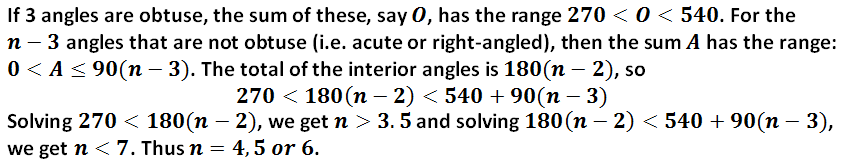 If 3 angles are obtuse, the sum of these, say O, has the range 270 < O < 540. For the
n − 3 angles that are not obtuse (i.e. acute or right-angled), then the sum A has the range:
0 < A ≤ 90(n − 3). The total of the interior angles is 180(n − 2), so
270 < 180(n − 2) < 540 + 90(n − 3)
Solving 270 < 180(n − 2), we get n > 3.5 and solving 180(n − 2) < 540 + 90(n − 3),
we get n < 7. Thus n = 4, 5 or 6.